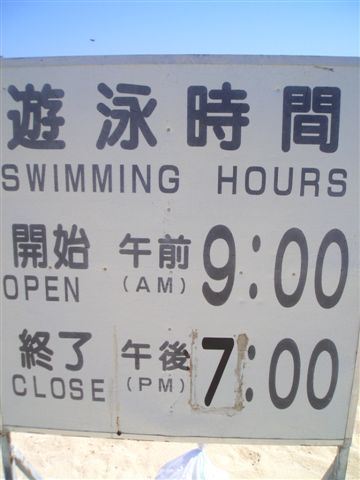 遊泳時間
SWIMMING HOURS
開始 午前 9:00
OPEN (AM)
終了 午後 7:00
CLOSE (PM)